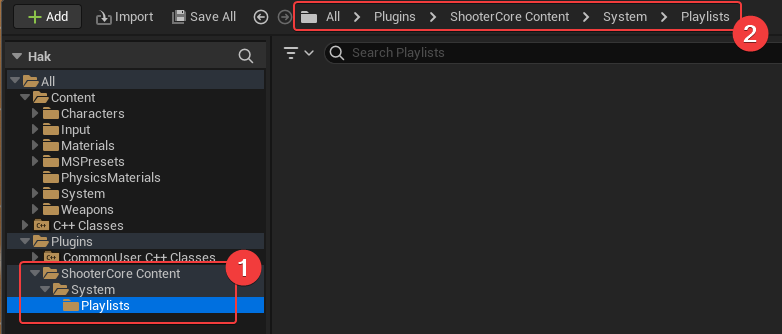 + Add Import Save All All > Plugins > ShooterCore Content > System > Playlists
2
Hak
Search Playlists
All
Content
Characters
Input
Materials
MSPresets
PhysicsMaterials
System
Weapons
C++ C++ Classes
Plugins
C++ CommonUser C++ Classes
1
ShooterCore Content
System
Playlists